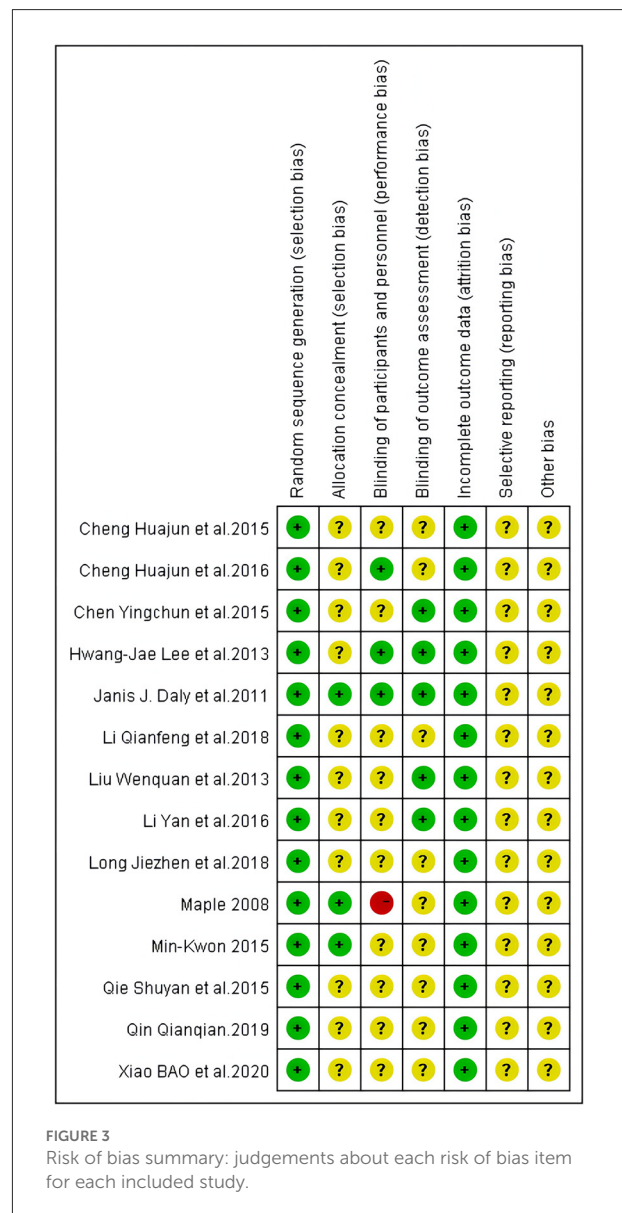 Random sequence generation (selection bias)
Allocation concealment (selection bias)
Blinding of participants and personnel (performance bias)
Blinding of outcome assessment (detection bias)
Incomplete outcome data (attrition bias)
Selective reporting (reporting bias)
Other bias
Cheng Huajun et al.2015 + ? ? ? + ? ?
Cheng Huajun et al.2016 + ? + ? + ? ?
Chen Yingchun et al.2015 + ? ? + + ? ?
Hwang-Jae Lee et al.2013 + ? + + + ? ?
Janis J. Daly et al.2011 + + + + + ? ?
Li Qianfeng et al.2018 + ? ? ? + ? ?
Liu Wenquan et al.2013 + ? ? + + ? ?
Li Yan et al.2016 + ? ? + + ? ?
Long Jiezhen et al.2018 + ? ? ? + ? ?
Maple 2008 + + - ? + ? ?
Min-Kwon 2015 + + ? ? + ? ?
Qie Shuyan et al.2015 + ? ? ? + ? ?
Qin Qianqian.2019 + ? ? ? + ? ?
Xiao BAO et al.2020 + ? ? ? + ? ?
FIGURE 3
Risk of bias summary: judgements about each risk of bias item
for each included study.